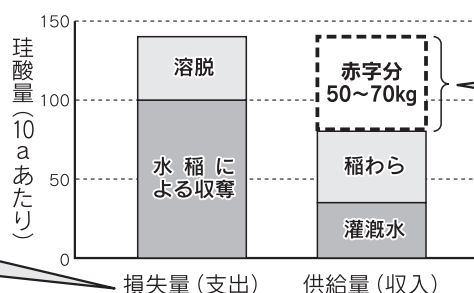 珪酸量(10aあたり)
150
100
50
0
溶脱
水稲に
よる収奪
赤字分
50~70kg
稲わら
灌漑水
損失量(支出)
供給量(収入)